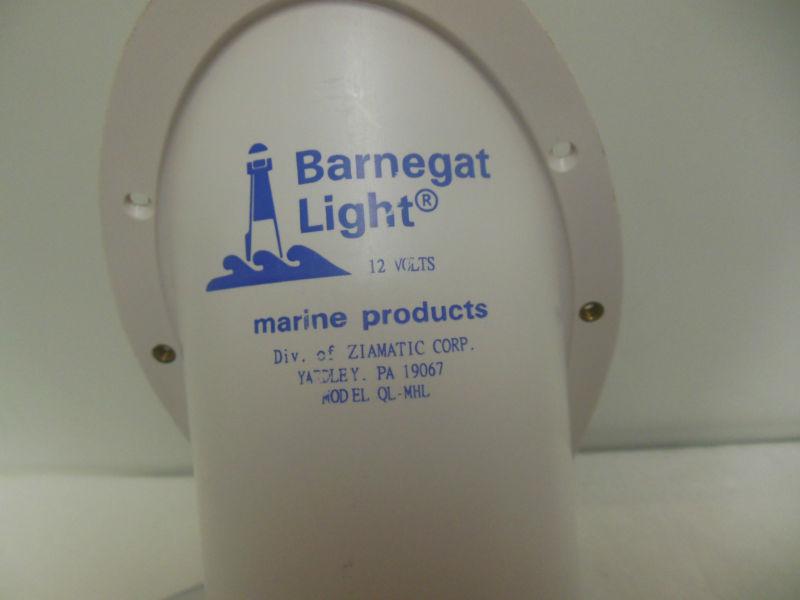 Barnegat
Light®
12 VOLTS
marine products
Div. of ZIAMATIC CORP.
YARDLEY. PA 19067
MODEL QL-MHL